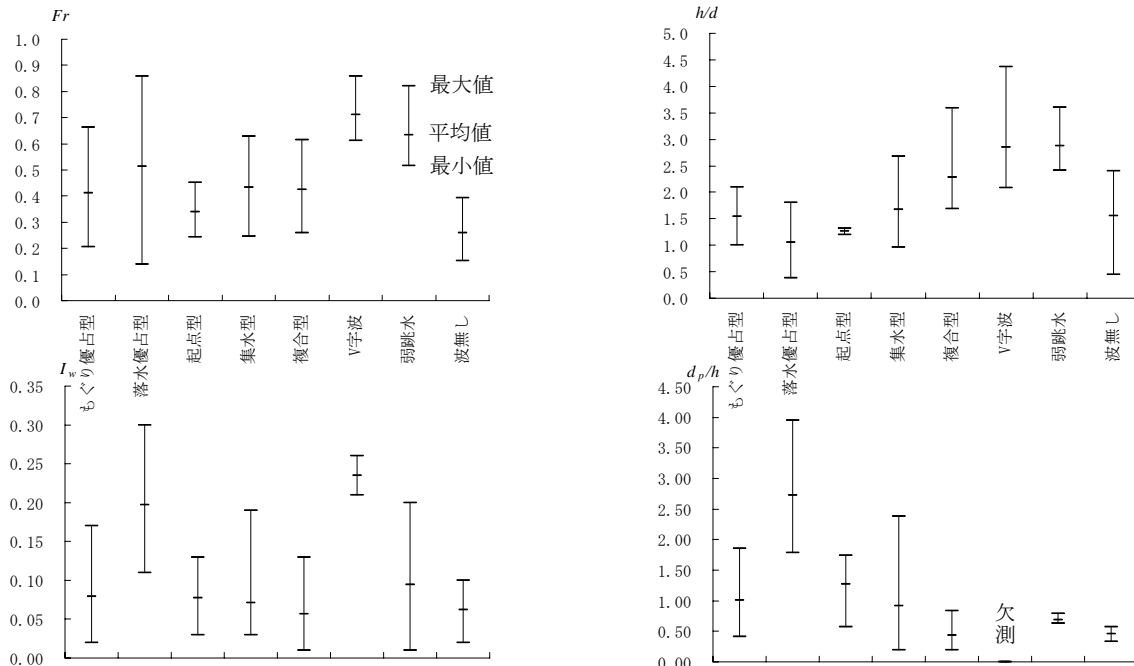 Fr
1.0
0.9
0.8
0.7
0.6
0.5
0.4
0.3
0.2
0.1
0.0
最大値
平均値
最小値
もぐり優占型
落水優占型
起点型
集水型
複合型
V字波
弱跳水
波無し
h/d
5.0
4.5
4.0
3.5
3.0
2.5
2.0
1.5
1.0
0.5
0.0
もぐり優占型
落水優占型
起点型
集水型
複合型
V字波
弱跳水
波無し
Iw
0.35
0.30
0.25
0.20
0.15
0.10
0.05
0.00
dp/h
4.50
4.00
3.50
3.00
2.50
2.00
1.50
1.00
0.50
0.00
欠測